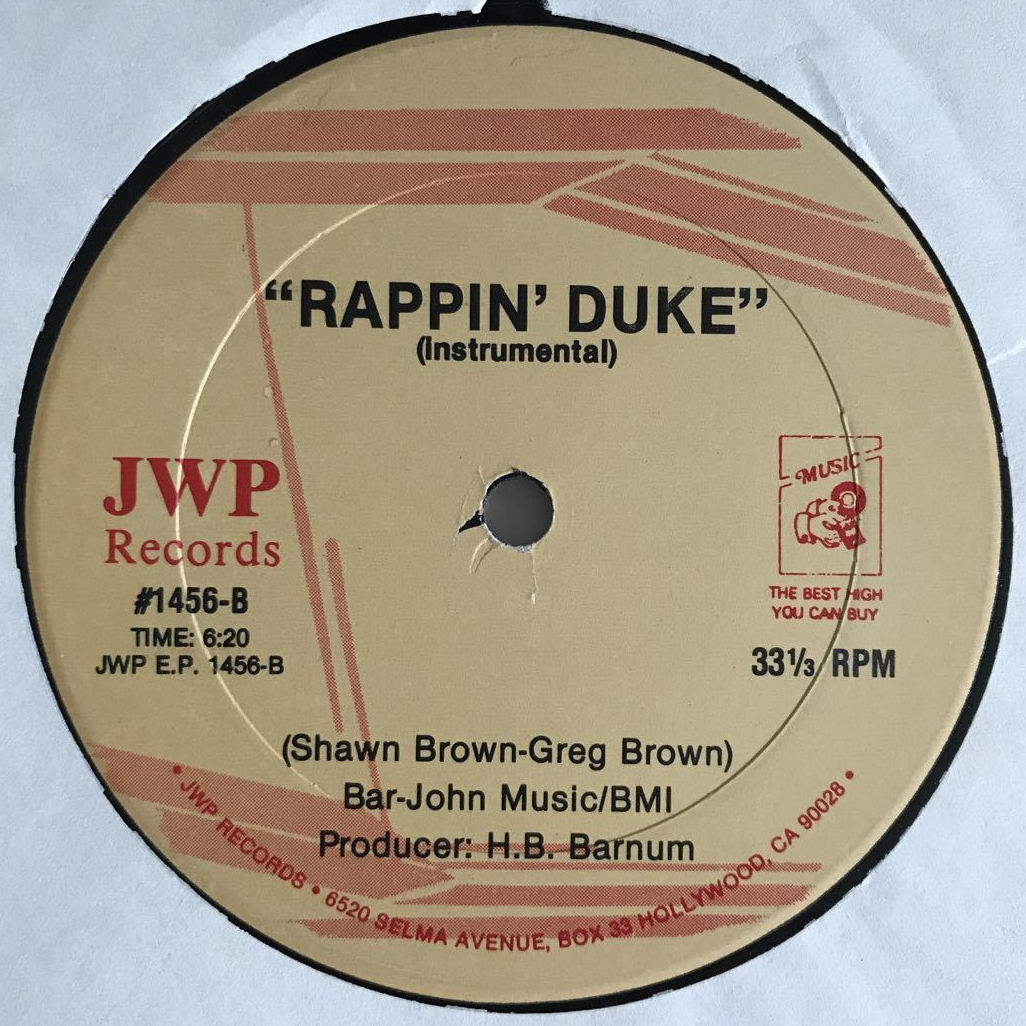 “RAPPIN’ DUKE”
(instrumental)
JWP
Records
#1456-B
TIME: 6:20
JWP E.P. 1456-B
MUSIC
THE BEST HIGH
YOU CAN BUY
33⅓ RPM
(Shawn Brown-Greg Brown)
Bar-John Music/BMI
Producer: H.B. Barnum
• JWP RECORDS • 6520 SELMA AVENUE, BOX 33 HOLLYWOOD, CA 90028 •